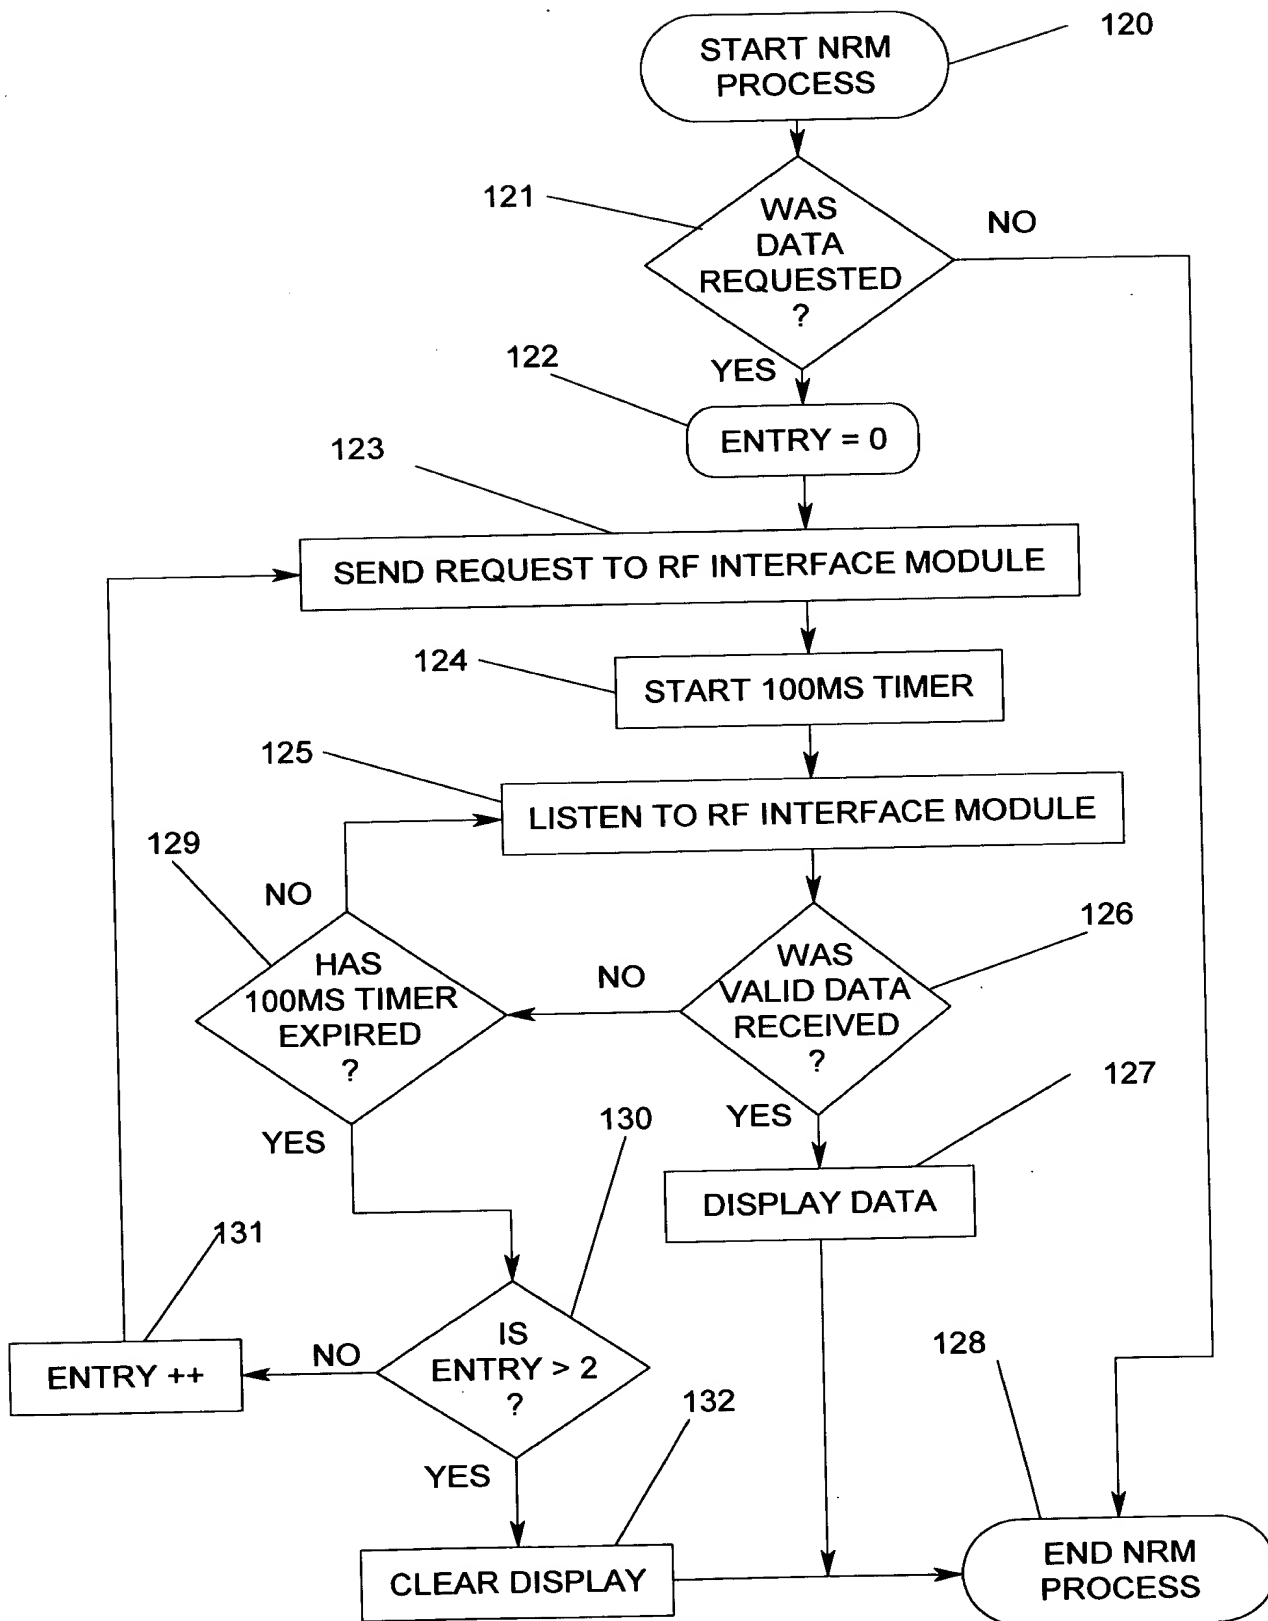 START NRM
PROCESS
120
121
WAS
DATA
REQUESTED
?
NO
YES
122
ENTRY = 0
123
SEND REQUEST TO RF INTERFACE MODULE
124
START 100MS TIMER
125
LISTEN TO RF INTERFACE MODULE
129
NO
HAS
100MS TIMER
EXPIRED
?
YES
NO
WAS
VALID DATA
RECEIVED
?
126
YES
127
DISPLAY DATA
130
131
ENTRY ++
NO
IS
ENTRY > 2
?
YES
132
CLEAR DISPLAY
128
END NRM
PROCESS